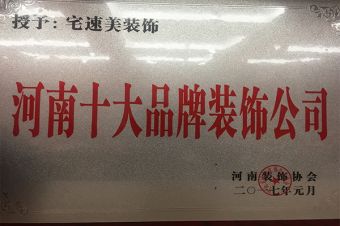 授予：宅速美装饰
河南十大品牌装饰公司
河南装饰协会
二〇一七年元月